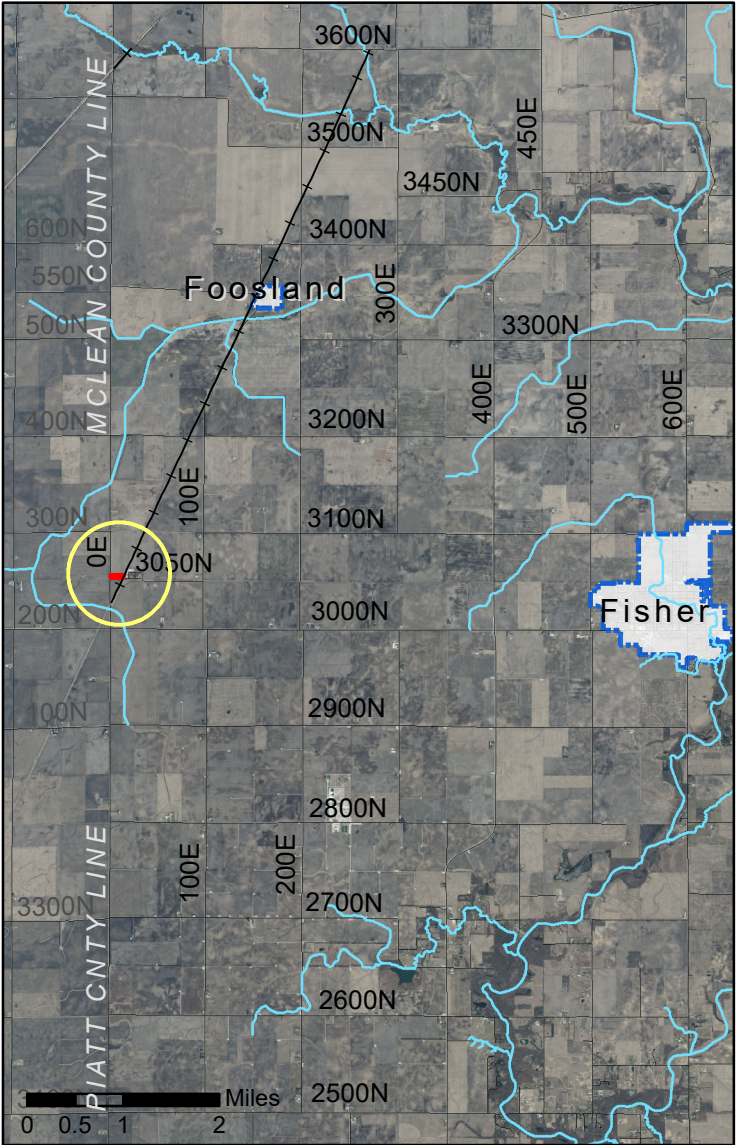 3600N
MCLEAN COUNTY LINE
450E
3500N
3450N
600N
3400N
550N
Foosland
300E
500N
3300N
400E
500E
600E
400N
3200N
100E
300N
3100N
0E
3050N
200N
3000N
Fisher
100N
2900N
2800N
PIATT CNTY LINE
100E
200E
3300N
2700N
2600N
2500N
Miles
0 0.5 1 2